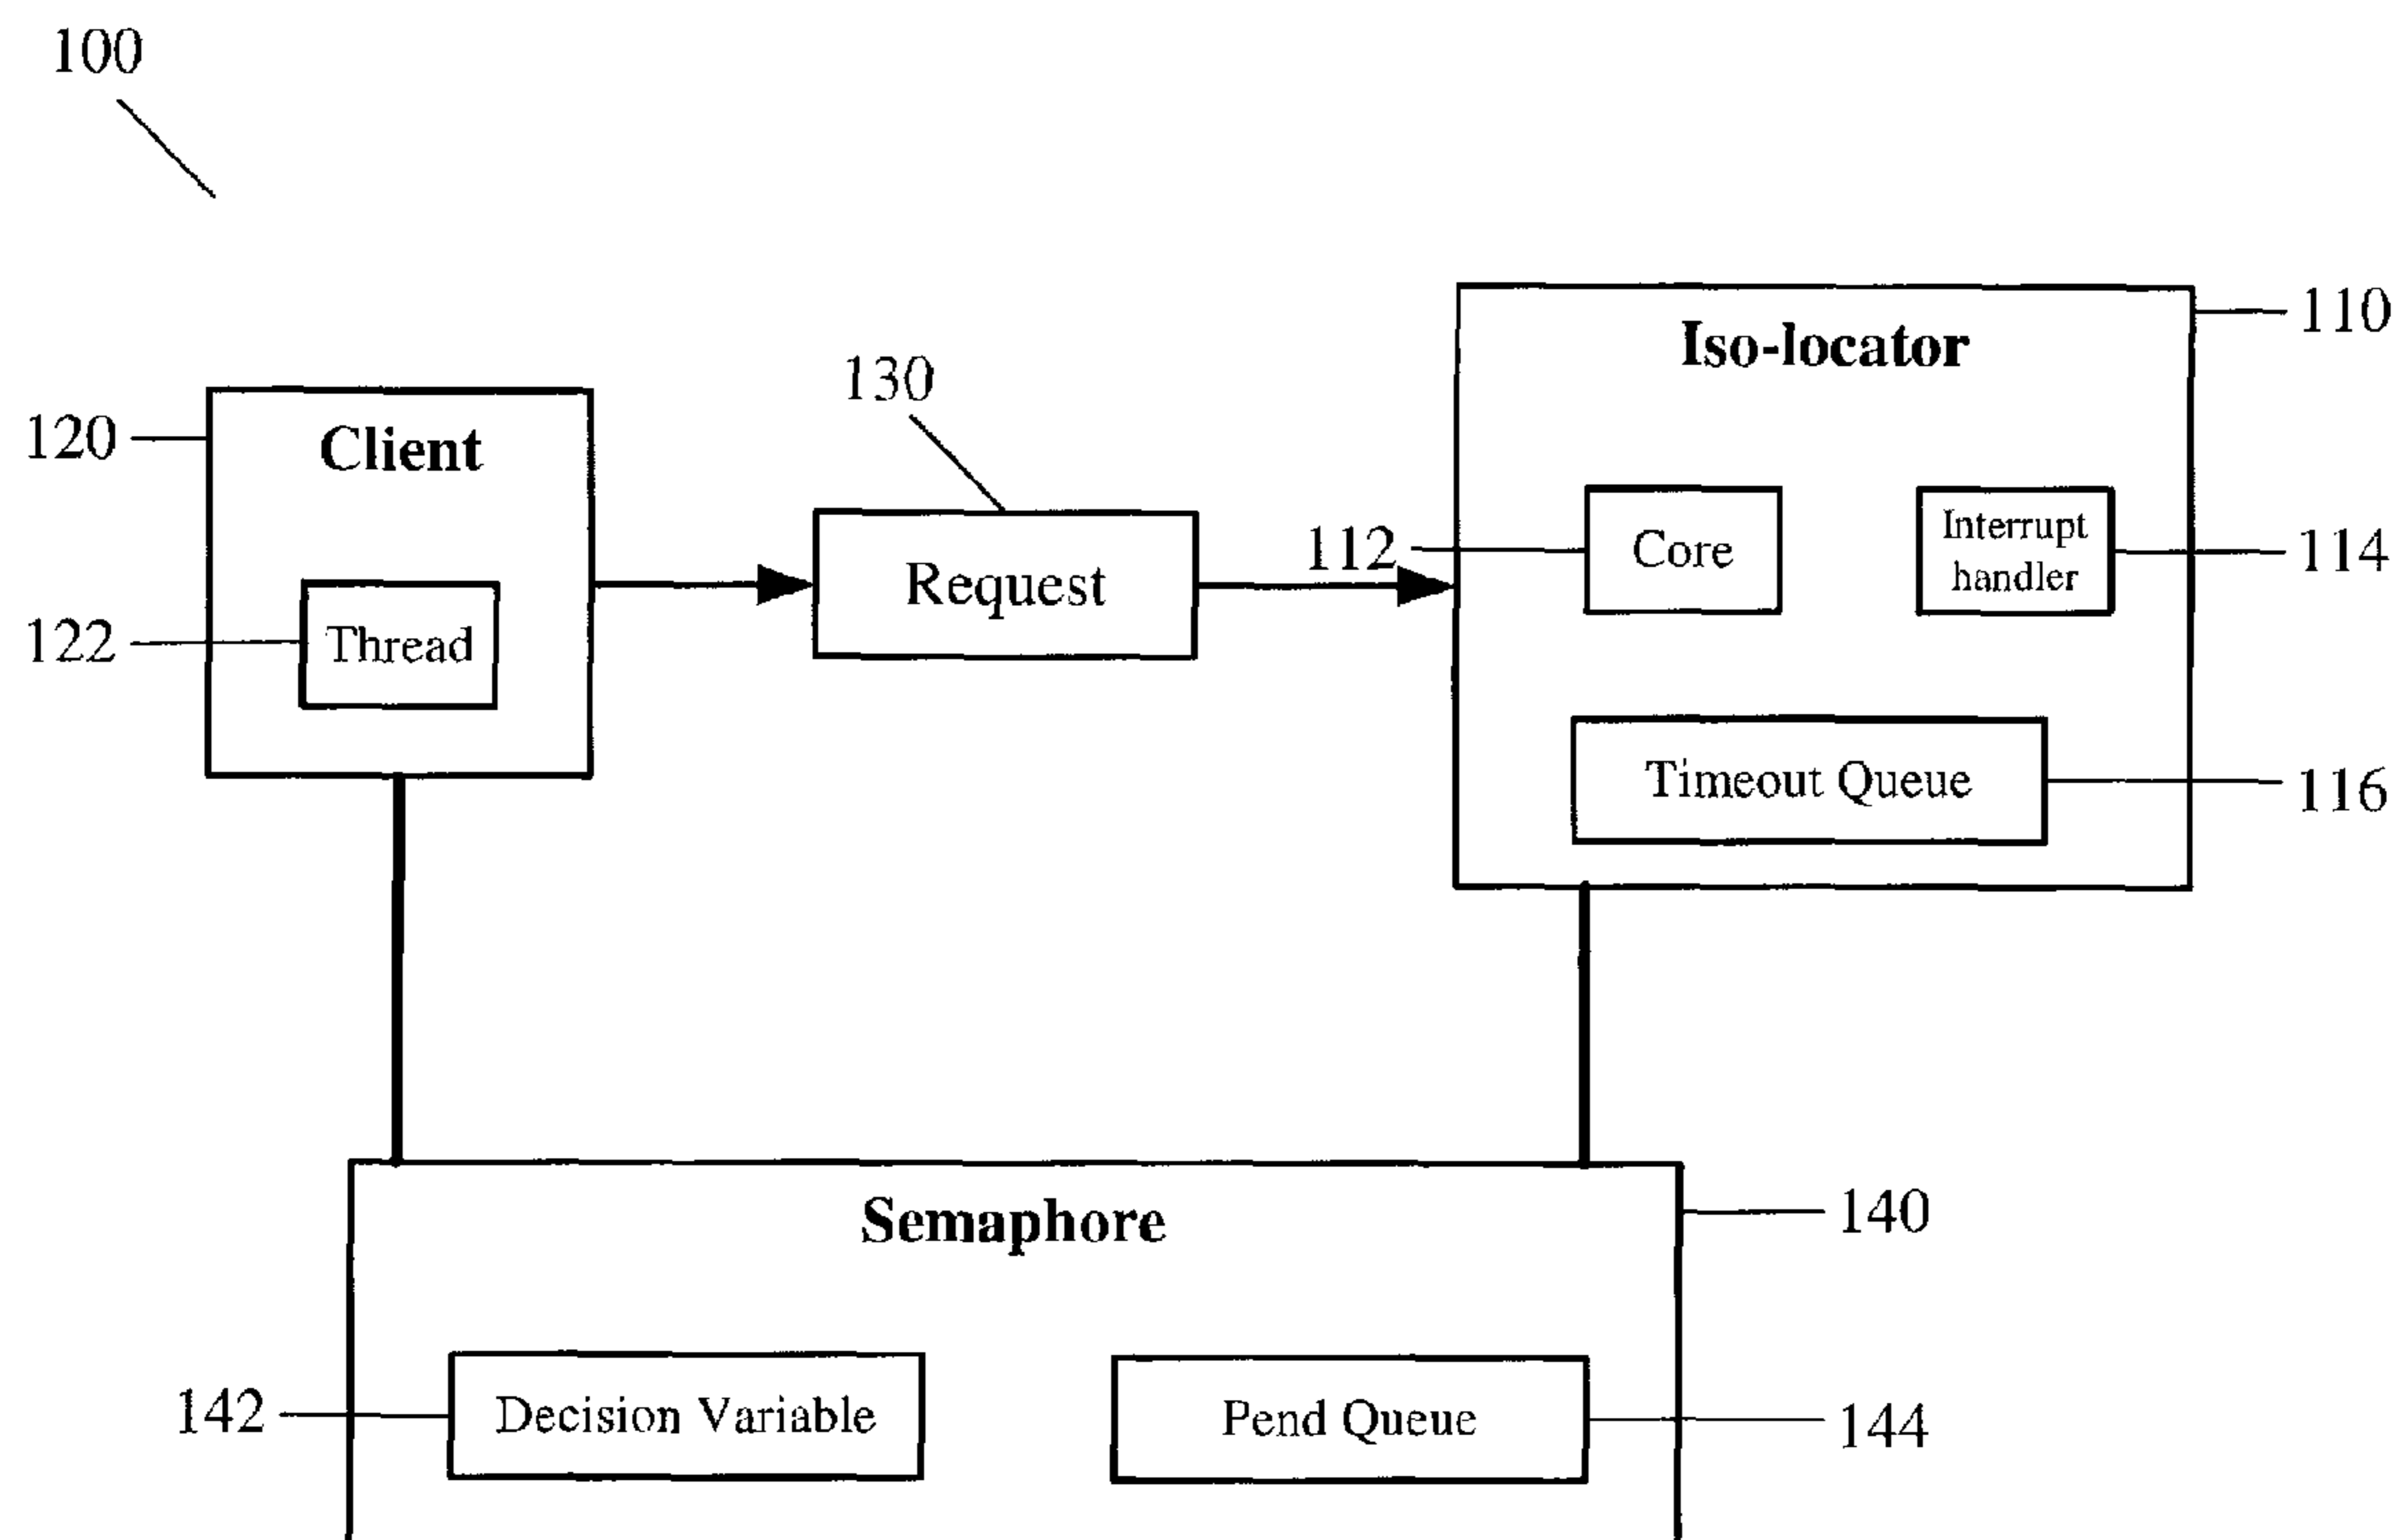 100
110
Iso-locator
130
120
Client
112
Core
Interrupt
handler
114
Request
122
Thread
Timeout Queue
116
Semaphore
140
142
Decision Variable
Pend Queue
144